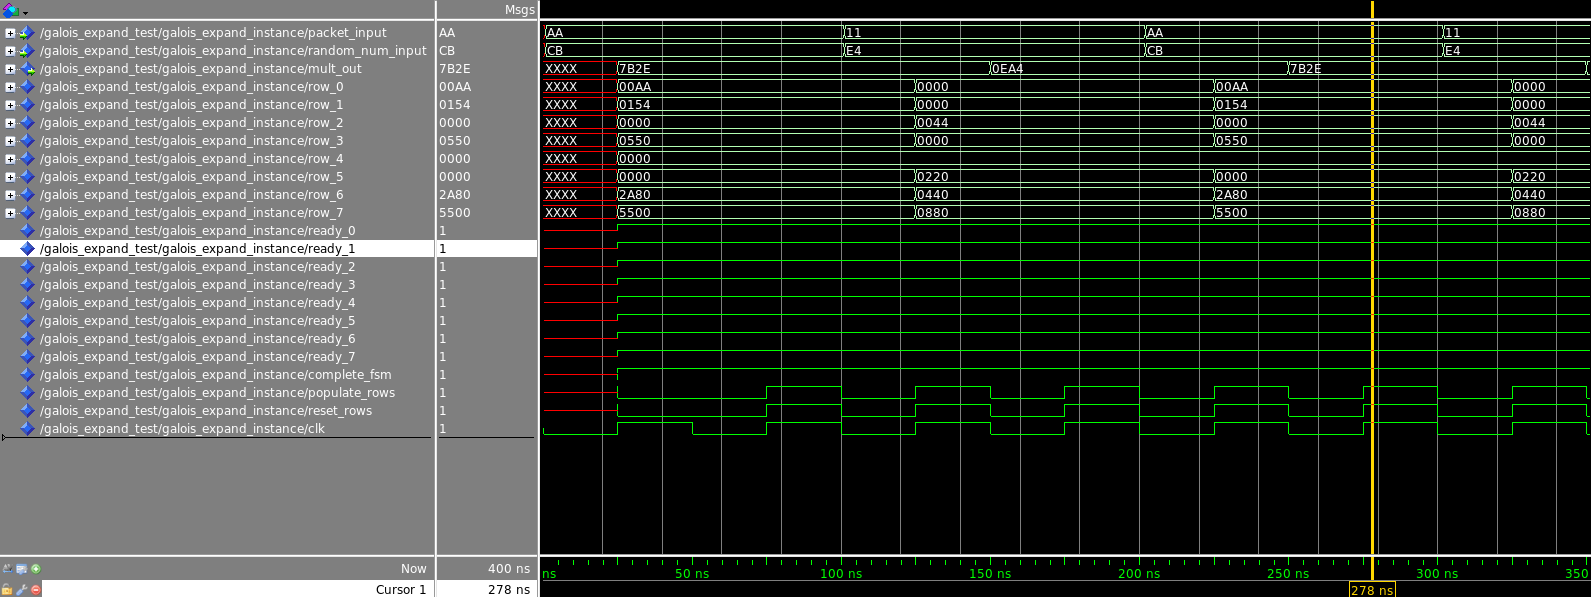 Msgs
/galois_expand_test/galois_expand_instance/packet_input AA AA 11 AA 11
/galois_expand_test/galois_expand_instance/random_num_input CB CB E4 CB E4
/galois_expand_test/galois_expand_instance/mult_out 7B2E XXXX 7B2E 0EA4 7B2E
/galois_expand_test/galois_expand_instance/row_0 00AA XXXX 00AA 0000 00AA 0000
/galois_expand_test/galois_expand_instance/row_1 0154 XXXX 0154 0000 0154 0000
/galois_expand_test/galois_expand_instance/row_2 0000 XXXX 0000 0044 0000 0044
/galois_expand_test/galois_expand_instance/row_3 0550 XXXX 0550 0000 0550 0000
/galois_expand_test/galois_expand_instance/row_4 0000 XXXX 0000
/galois_expand_test/galois_expand_instance/row_5 0000 XXXX 0000 0220 0000 0220
/galois_expand_test/galois_expand_instance/row_6 2A80 XXXX 2A80 0440 2A80 0440
/galois_expand_test/galois_expand_instance/row_7 5500 XXXX 5500 0880 5500 0880
/galois_expand_test/galois_expand_instance/ready_0 1
/galois_expand_test/galois_expand_instance/ready_1 1
/galois_expand_test/galois_expand_instance/ready_2 1
/galois_expand_test/galois_expand_instance/ready_3 1
/galois_expand_test/galois_expand_instance/ready_4 1
/galois_expand_test/galois_expand_instance/ready_5 1
/galois_expand_test/galois_expand_instance/ready_6 1
/galois_expand_test/galois_expand_instance/ready_7 1
/galois_expand_test/galois_expand_instance/complete_fsm 1
/galois_expand_test/galois_expand_instance/populate_rows 1
/galois_expand_test/galois_expand_instance/reset_rows 1
/galois_expand_test/galois_expand_instance/clk 1
Now 400 ns ns 50 ns 100 ns 150 ns 200 ns 250 ns 300 ns 350
Cursor 1 278 ns 278 ns